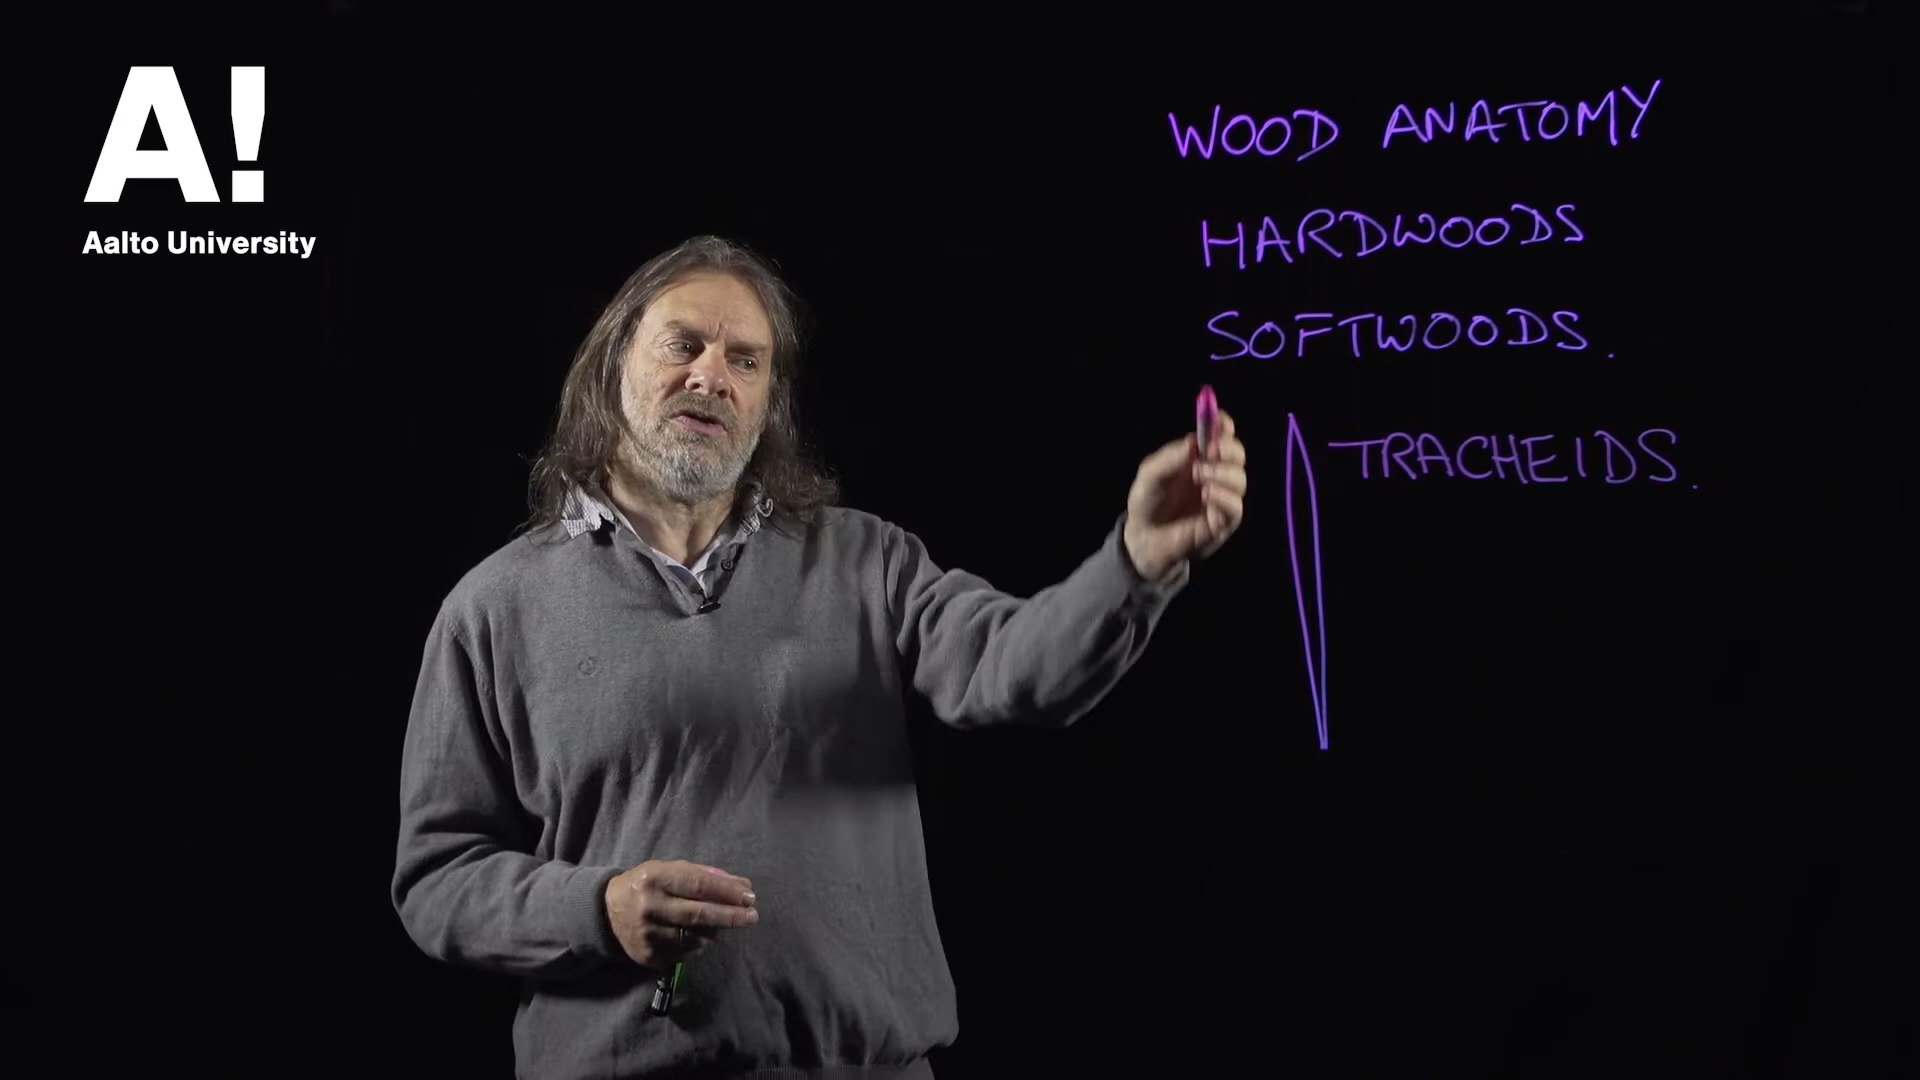 A!
Aalto University
WOOD ANATOMY
HARDWOODS
SOFTWOODS.
TRACHEIDS.